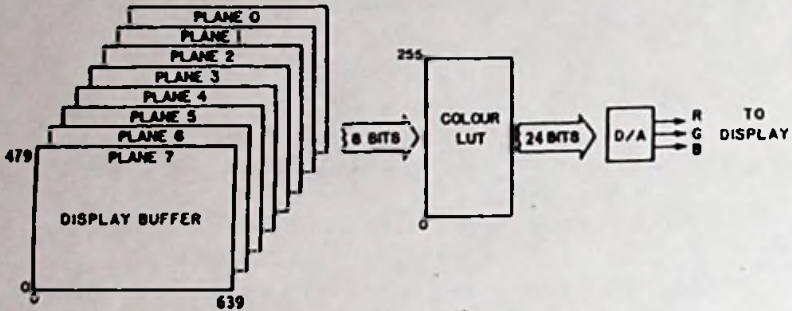 PLANE 0
PLANE 1
PLANE 2
PLANE 3
PLANE 4
PLANE 5
PLANE 6
PLANE 7
479
DISPLAY BUFFER
0
0
639
8 BITS
255
COLOUR
LUT
0
24 BITS
D/A
R
G
B
TO
DISPLAY